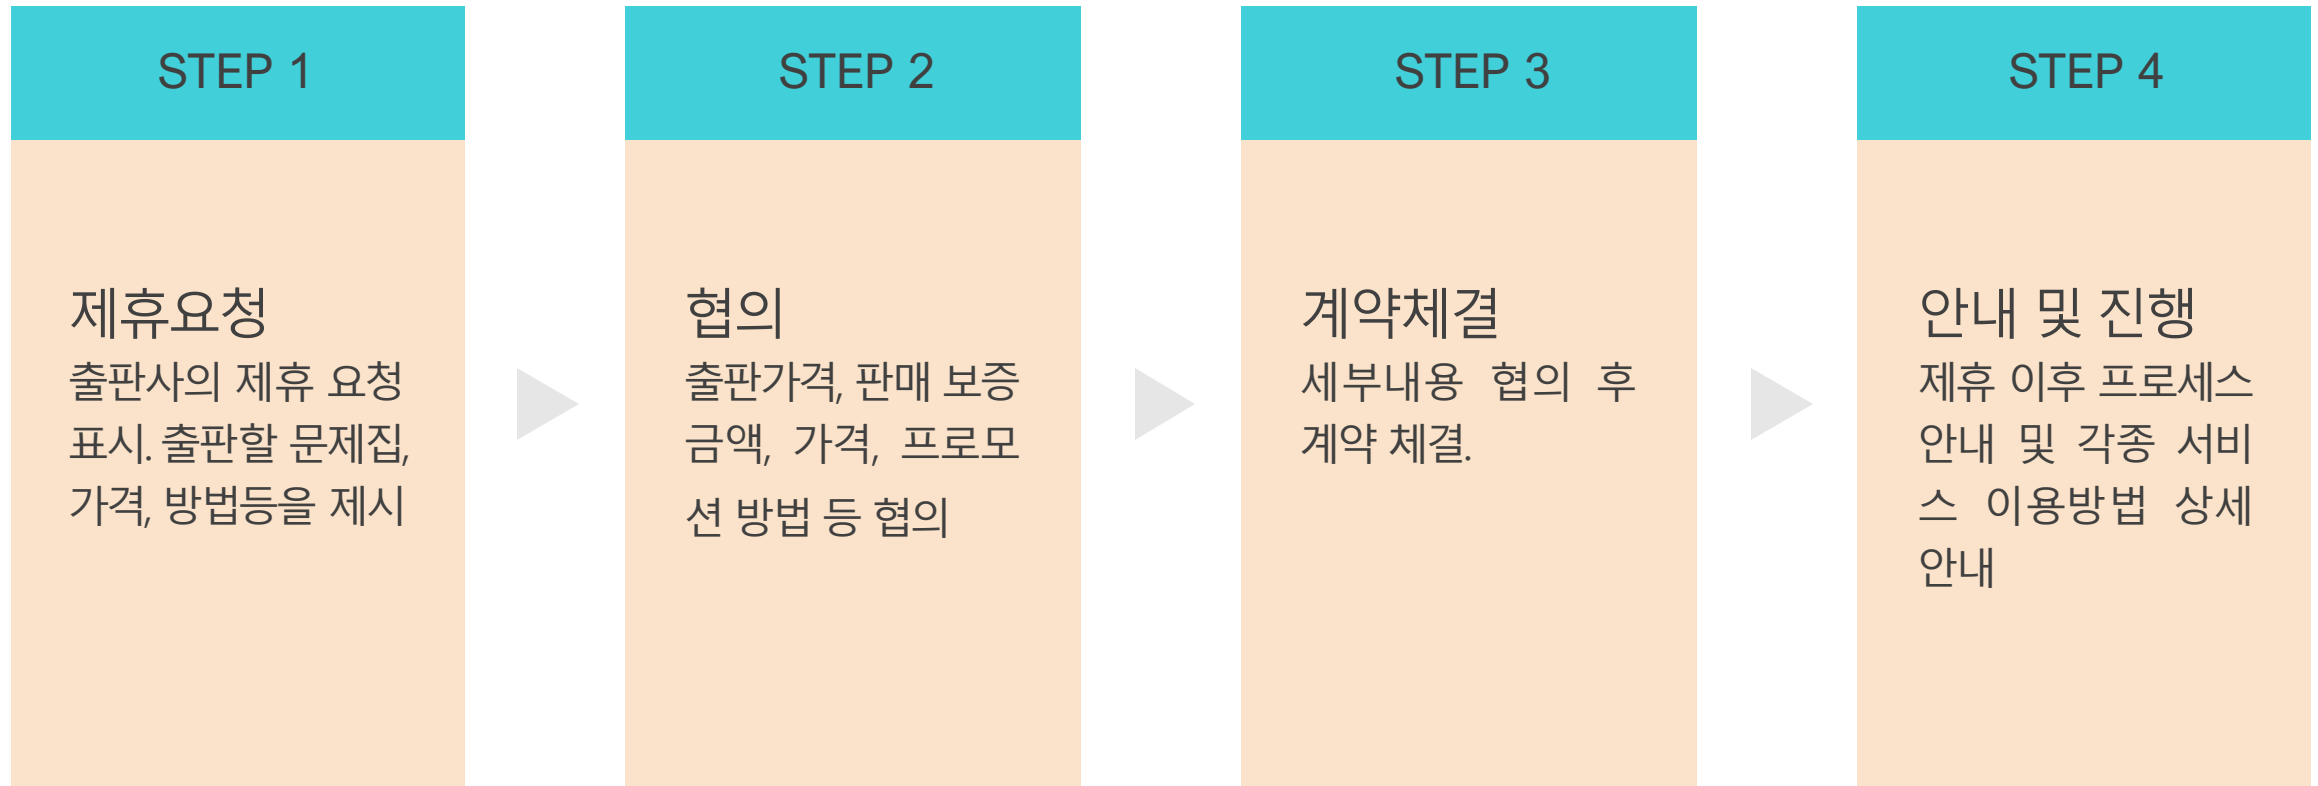 STEP 1
제휴요청
출판사의 제휴 요청
표시. 출판할 문제집,
가격, 방법등을 제시
STEP 2
협의
출판가격, 판매 보증
금액, 가격, 프로모
션 방법 등 협의
STEP 3
계약체결
세부내용 협의 후
계약 체결.
STEP 4
안내 및 진행
제휴 이후 프로세스
안내 및 각종 서비
스 이용방법 상세
안내